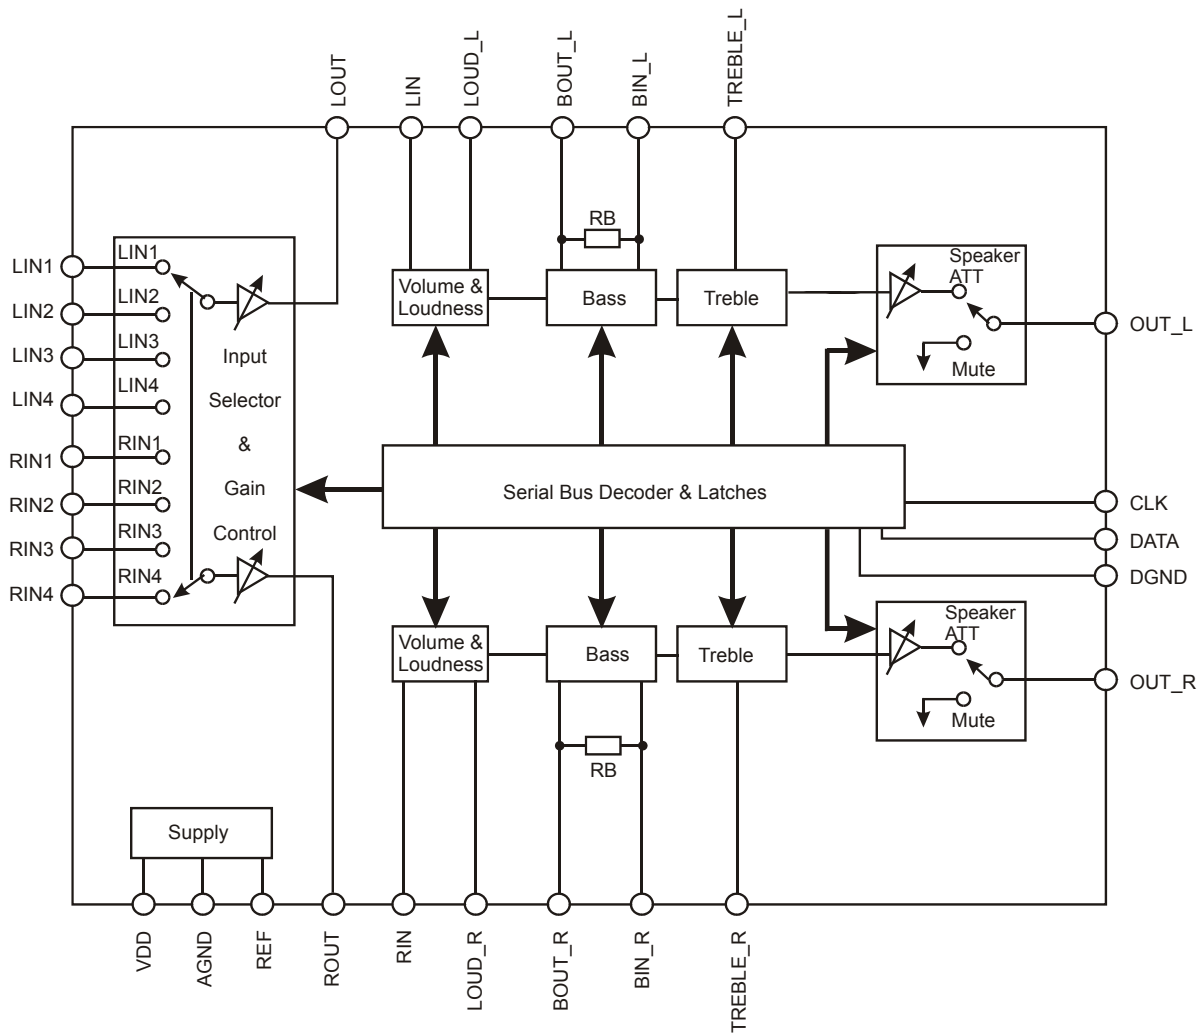 LOUT
LIN
LOUD_L
BOUT_L
BIN_L
TREBLE_L
RB
LIN1
LIN1
LIN2
LIN2
LIN3
LIN3
LIN4
LIN4
RIN1
RIN1
RIN2
RIN2
RIN3
RIN3
RIN4
RIN4
Input
Selector
&
Gain
Control
Volume &
Loudness
Bass
Treble
Speaker
ATT
Mute
OUT_L
Serial Bus Decoder & Latches
CLK
DATA
DGND
Volume &
Loudness
Bass
Treble
Speaker
ATT
Mute
OUT_R
RB
Supply
VDD
AGND
REF
ROUT
RIN
LOUD_R
BOUT_R
BIN_R
TREBLE_R